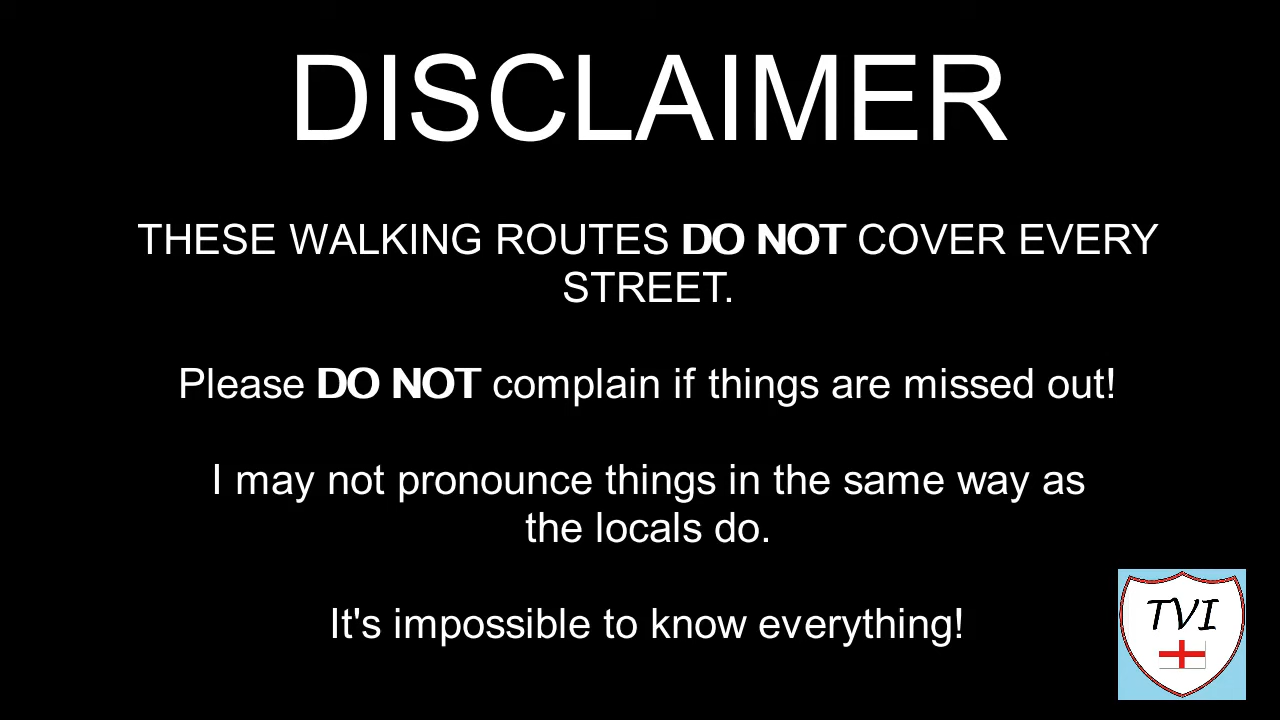 DISCLAIMER
THESE WALKING ROUTES DO NOT COVER EVERY
STREET.
Please DO NOT complain if things are missed out!
I may not pronounce things in the same way as
the locals do.
It's impossible to know everything!
TVI